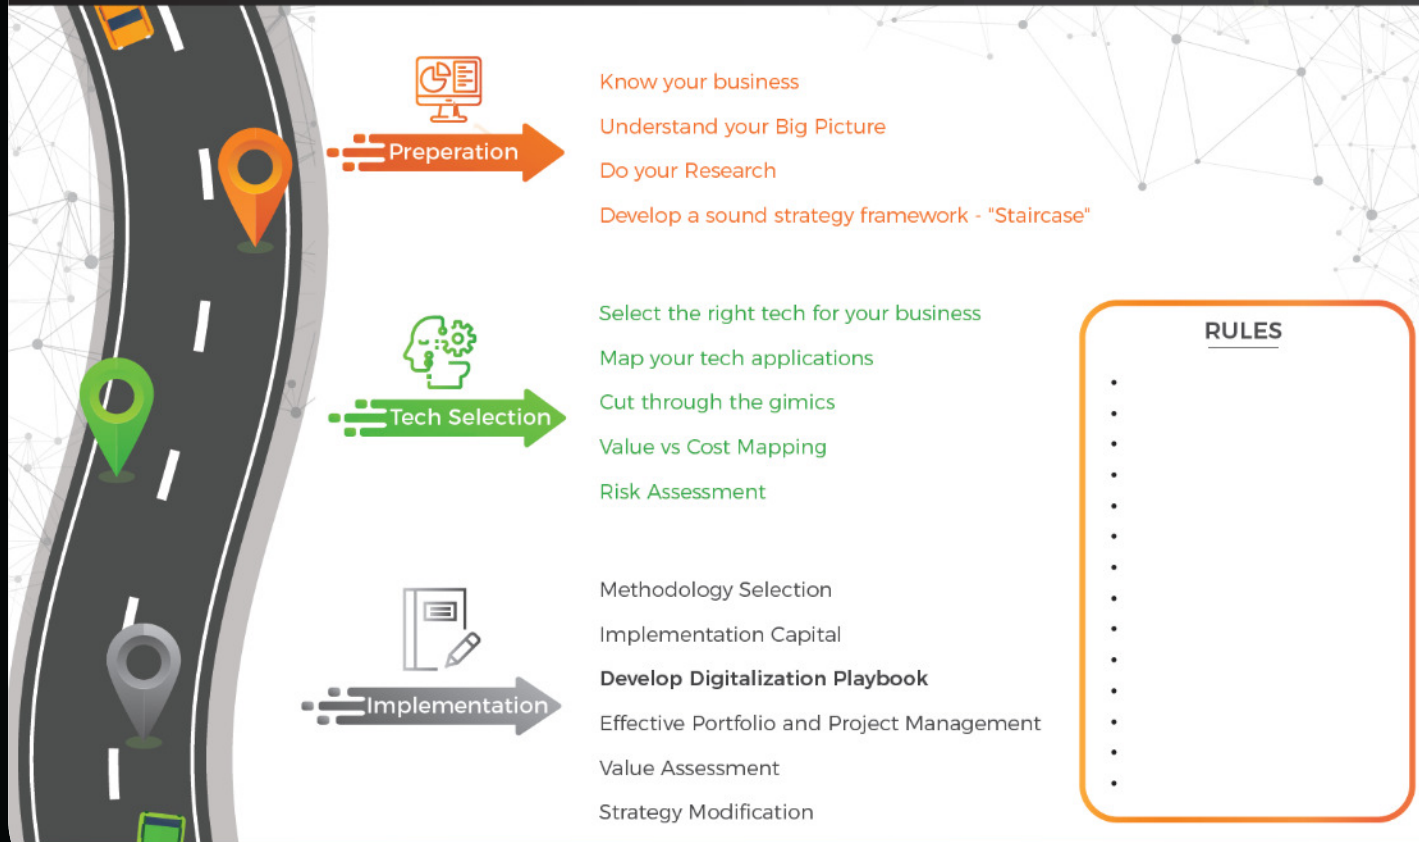 Preperation
Know your business
Understand your Big Picture
Do your Research
Develop a sound strategy framework - "Staircase"
Tech Selection
Select the right tech for your business
Map your tech applications
Cut through the gimics
Value vs Cost Mapping
Risk Assessment
RULES
Implementation
Methodology Selection
Implementation Capital
Develop Digitalization Playbook
Effective Portfolio and Project Management
Value Assessment
Strategy Modification